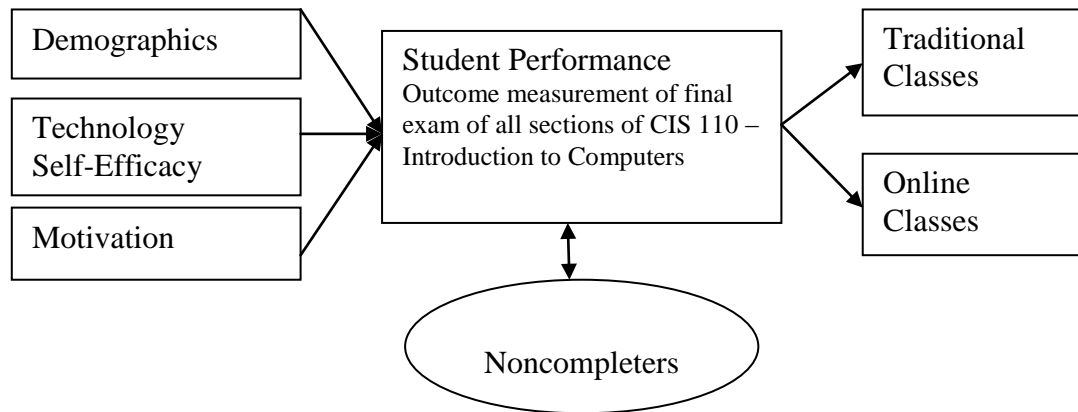 Demographics
Technology
Self-Efficacy
Motivation
Student Performance
Outcome measurement of final
exam of all sections of CIS 110 –
Introduction to Computers
Traditional
Classes
Online
Classes
Noncompleters